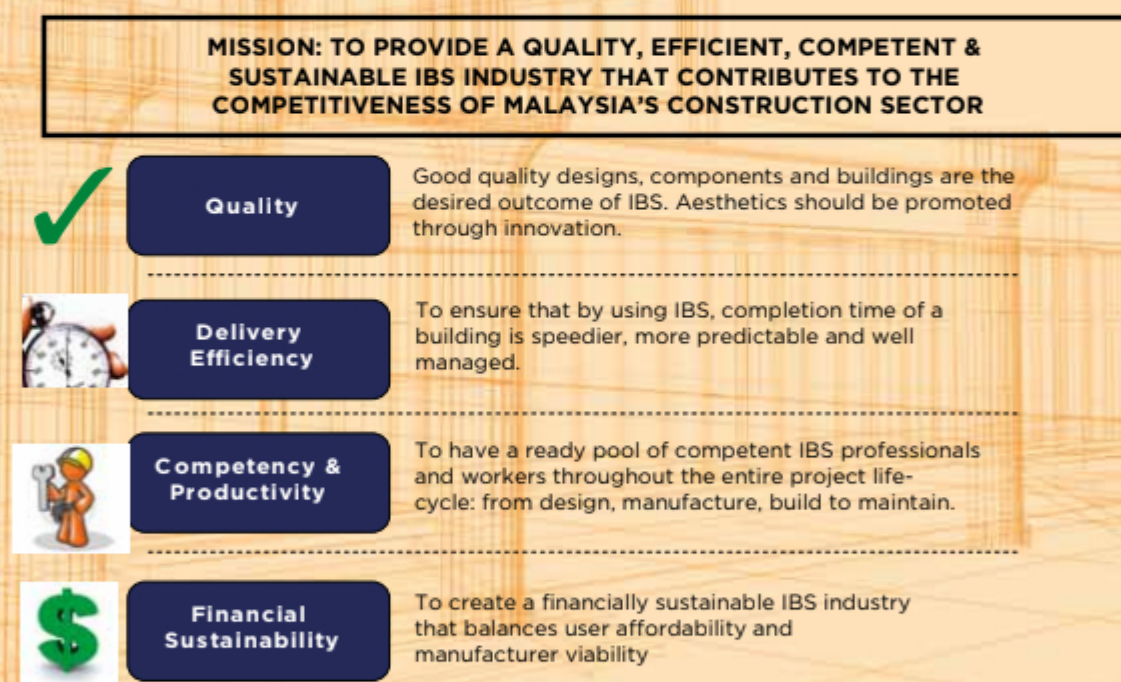 MISSION: TO PROVIDE A QUALITY, EFFICIENT, COMPETENT &
SUSTAINABLE IBS INDUSTRY THAT CONTRIBUTES TO THE
COMPETITIVENESS OF MALAYSIA'S CONSTRUCTION SECTOR
Quality
Good quality designs, components and buildings are the
desired outcome of IBS. Aesthetics should be promoted
through innovation.
Delivery
Efficiency
To ensure that by using IBS, completion time of a
building is speedier, more predictable and well
managed.
Competency &
Productivity
To have a ready pool of competent IBS professionals
and workers throughout the entire project life-
cycle: from design, manufacture, build to maintain.
Financial
Sustainability
To create a financially sustainable IBS industry
that balances user affordability and
manufacturer viability